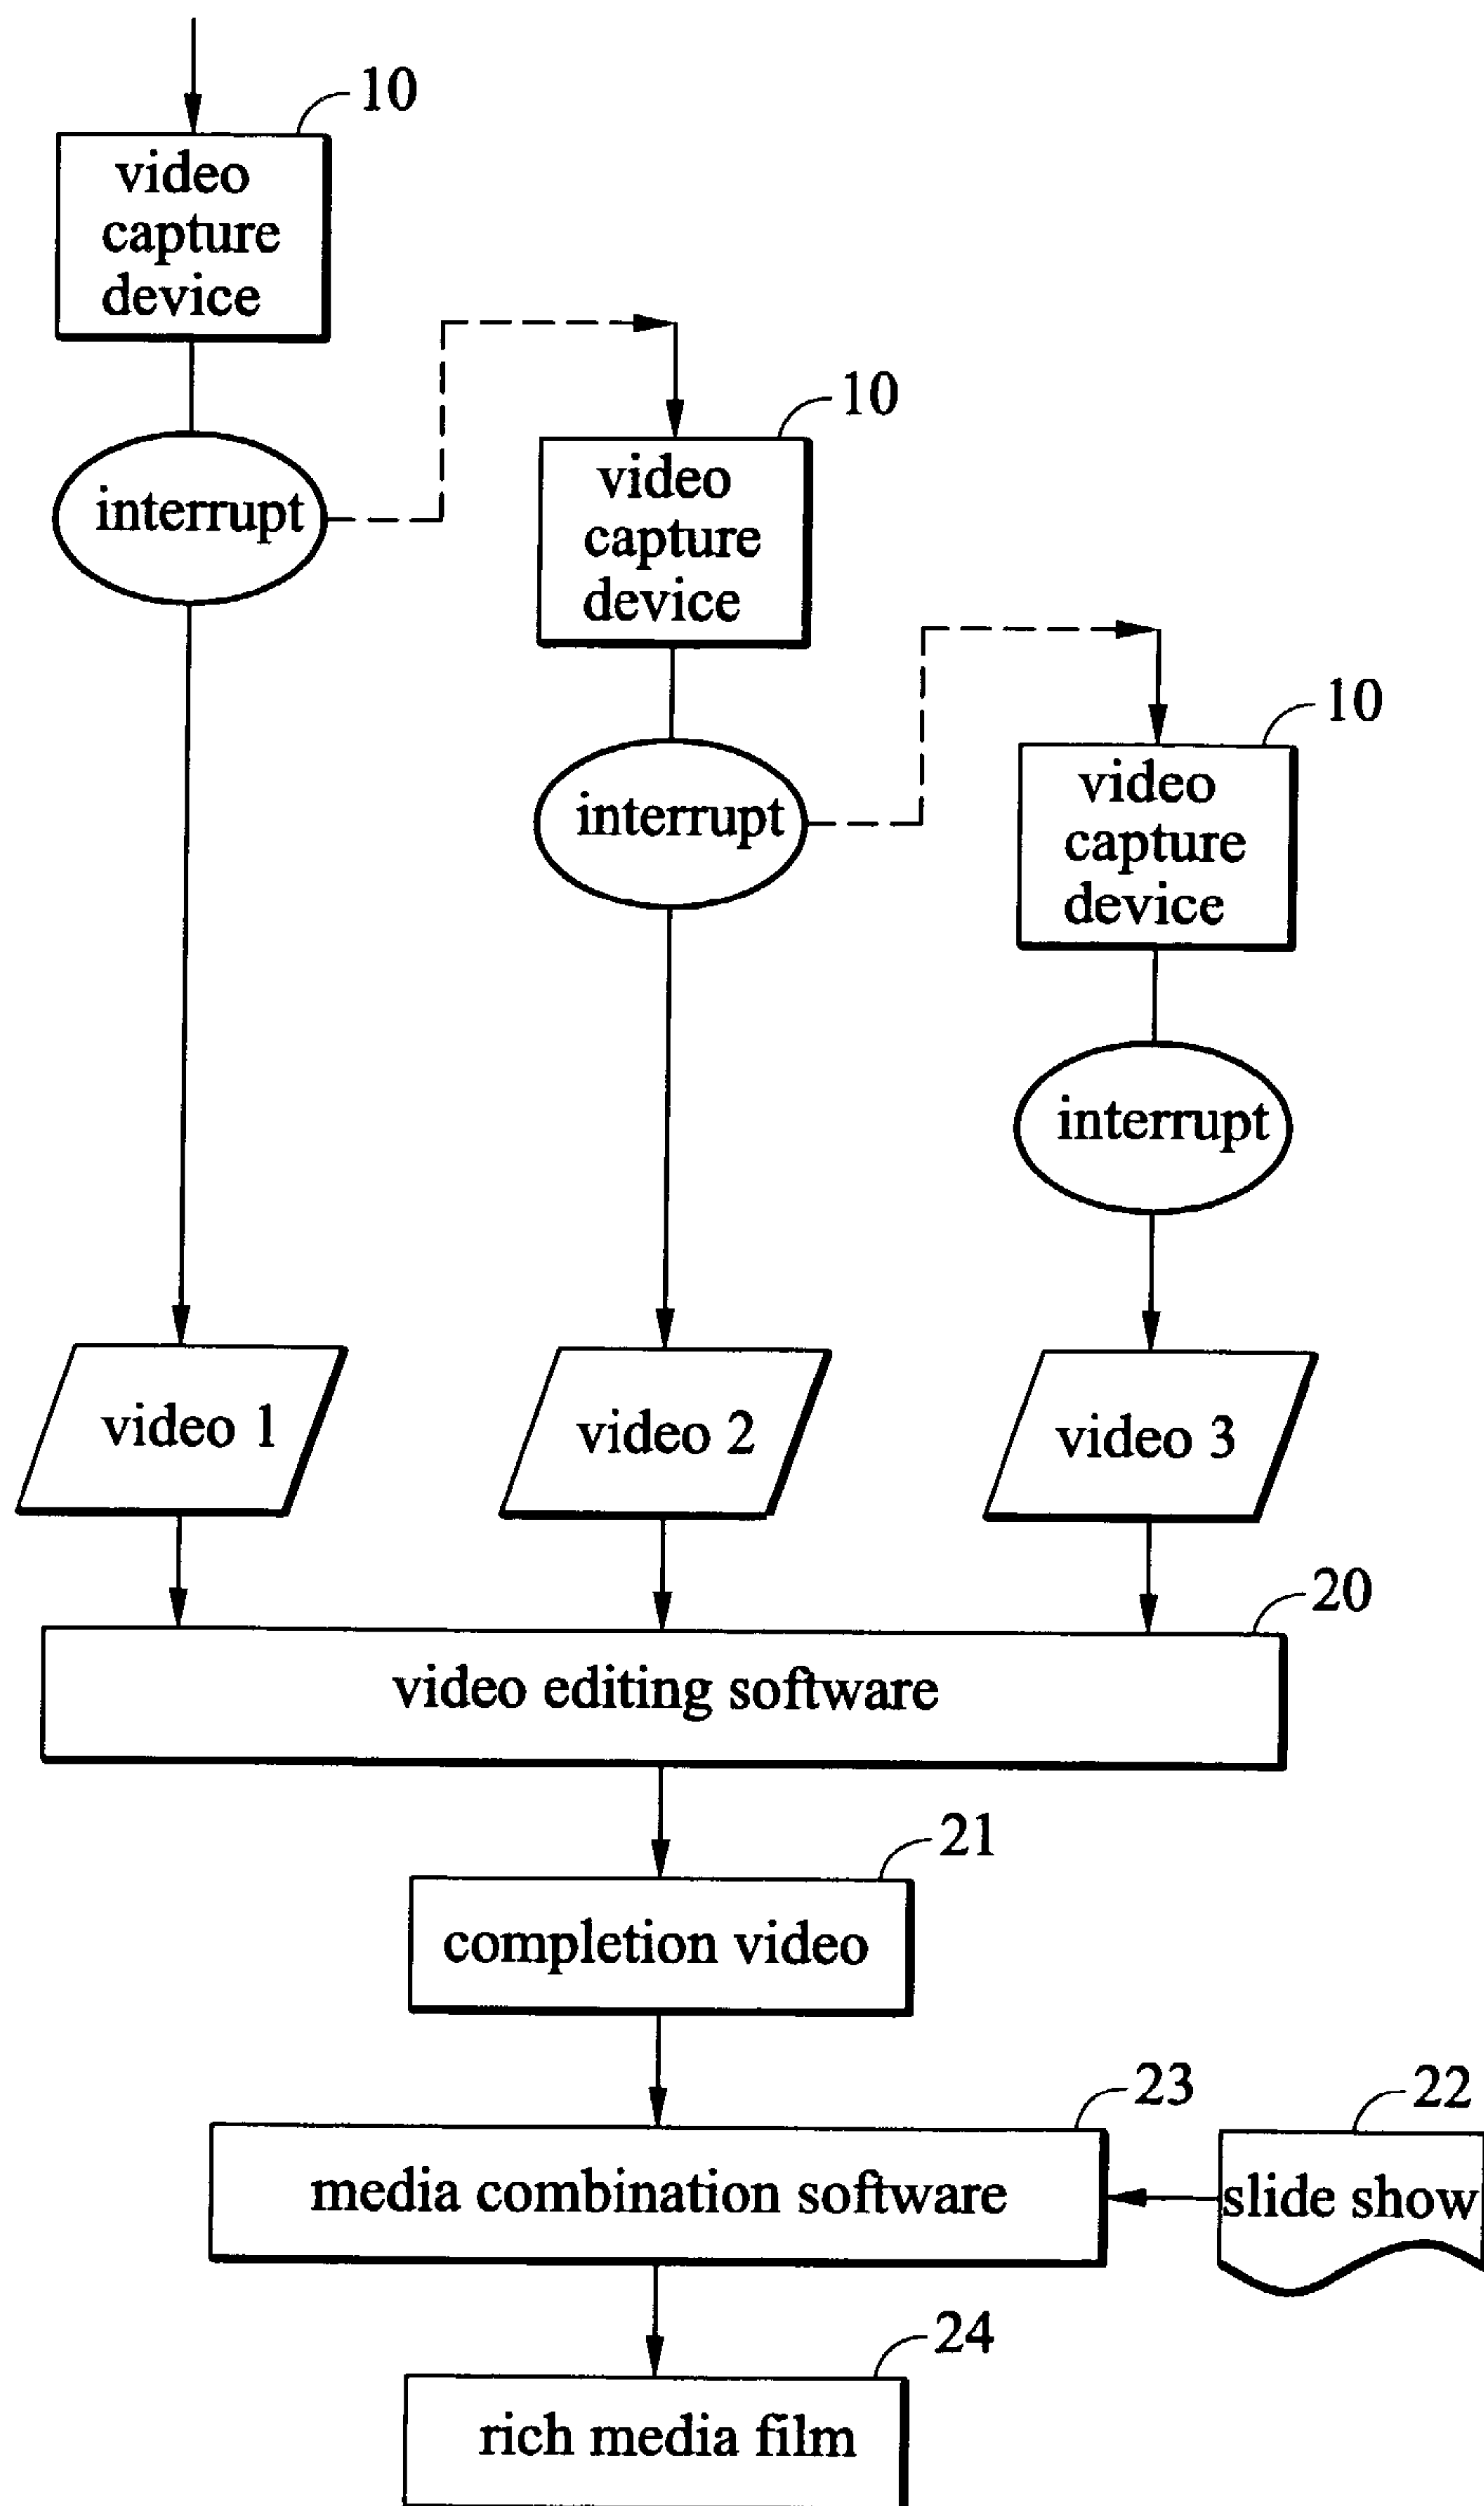 10
video
capture
device
interrupt
10
video
capture
device
interrupt
10
video
capture
device
interrupt
video 1
video 2
video 3
20
video editing software
21
completion video
23
media combination software
22
slide show
24
rich media film